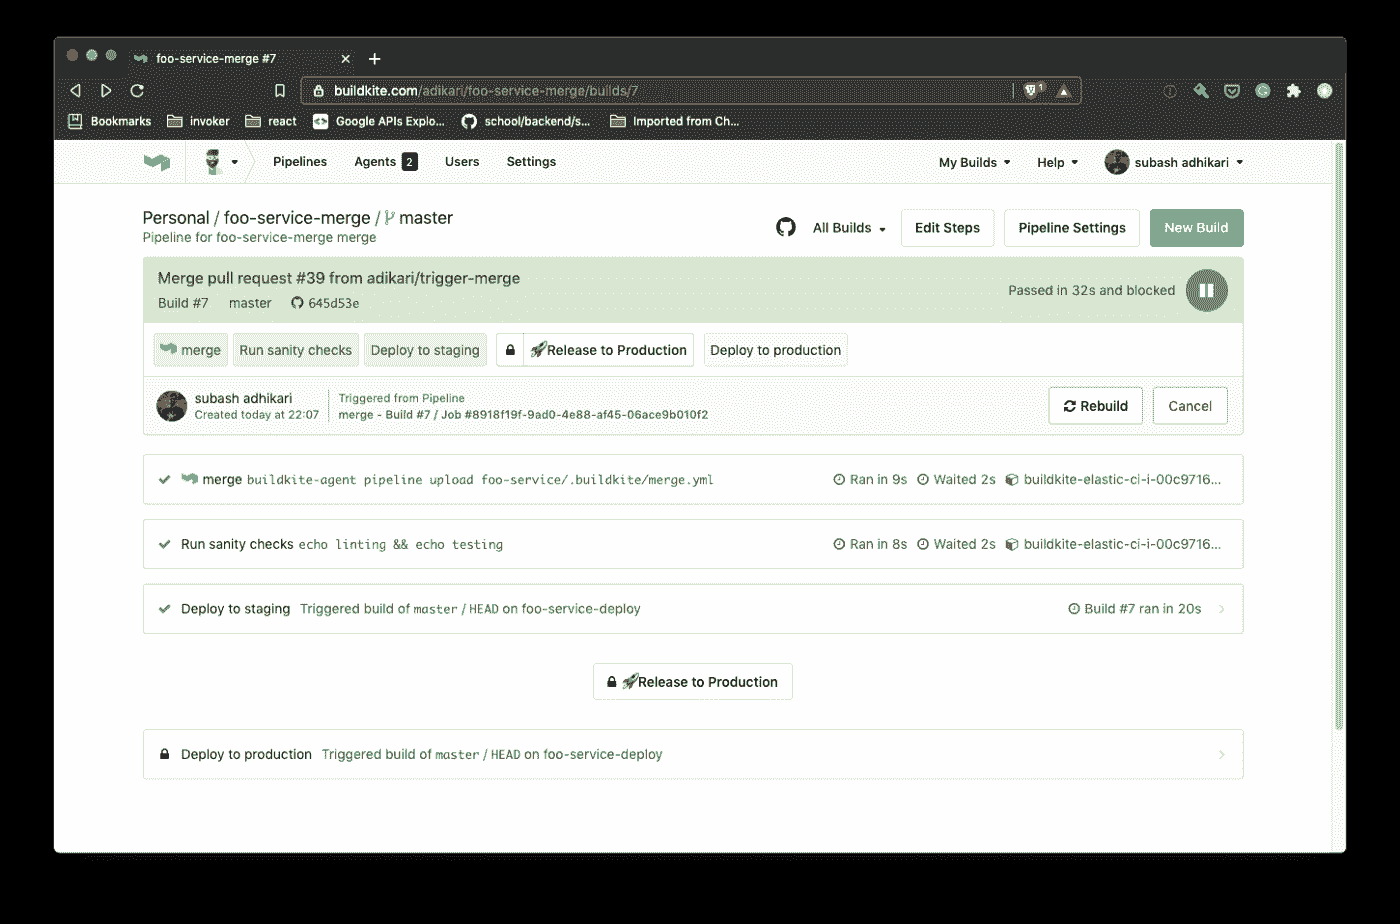 foo-service-merge #7
buildkite.com/adikari/foo-service-merge/builds/7
1
Bookmarks invoker react Google APIs Explo... school/backend/s... Imported from Ch...
Pipelines Agents 2 Users Settings My Builds Help subash adhikari
Personal / foo-service-merge / master
Pipeline for foo-service-merge merge
All Builds Edit Steps Pipeline Settings New Build
Merge pull request #39 from adikari/trigger-merge
Build #7 master 645d53e
Passed in 32s and blocked
merge Run sanity checks Deploy to staging Release to Production Deploy to production
subash adhikari
Created today at 22:07
Triggered from Pipeline
merge - Build #7 / Job #8918f19f-9ad0-4e88-af45-06ace9b010f2
Rebuild Cancel
merge buildkite-agent pipeline upload foo-service/.buildkite/merge.yml Ran in 9s Waited 2s buildkite-elastic-ci-i-00c9716...
Run sanity checks echo linting && echo testing Ran in 8s Waited 2s buildkite-elastic-ci-i-00c9716...
Deploy to staging Triggered build of master / HEAD on foo-service-deploy Build #7 ran in 20s
Release to Production
Deploy to production Triggered build of master / HEAD on foo-service-deploy